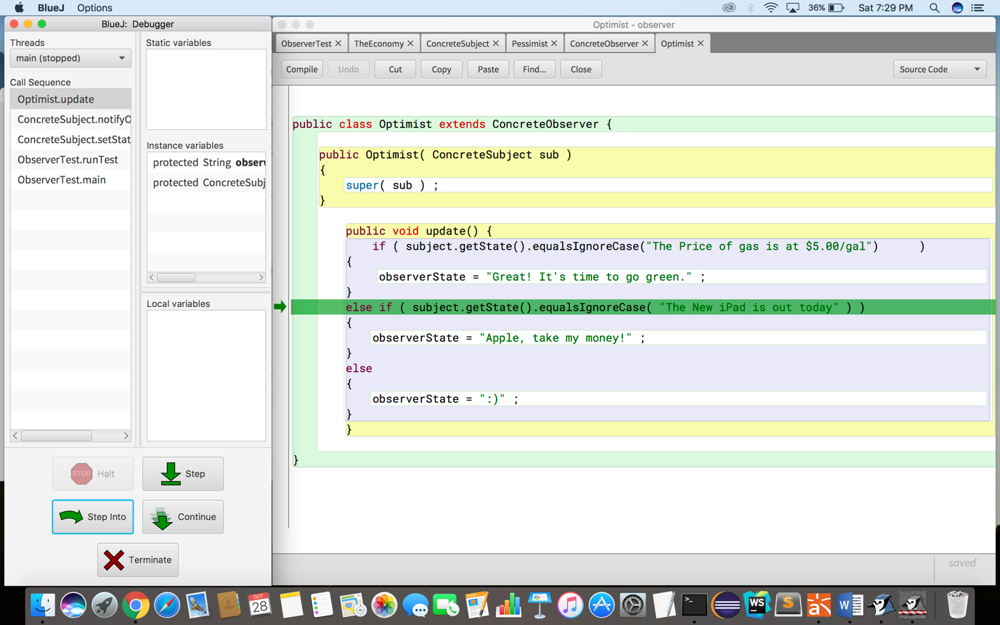 BlueJ Options 36% Sat 7:29 PM
BlueJ: Debugger
Threads
main (stopped)
Call Sequence
Optimist.update
ConcreteSubject.notifyO
ConcreteSubject.setStat
ObserverTest.runTest
ObserverTest.main
Static variables
Instance variables
protected String observ
protected ConcreteSubj
Local variables
STOP Halt
Step
Step Into
Continue
Terminate
Optimist - observer
ObserverTest × TheEconomy × ConcreteSubject × Pessimist × ConcreteObserver × Optimist ×
Compile Undo Cut Copy Paste Find... Close Source Code
public class Optimist extends ConcreteObserver {
public Optimist( ConcreteSubject sub )
{
super( sub ) ;
}
public void update() {
if ( subject.getState().equalsIgnoreCase("The Price of gas is at $5.00/gal") )
{
observerState = "Great! It's time to go green." ;
}
else if ( subject.getState().equalsIgnoreCase( "The New iPad is out today" ) )
{
observerState = "Apple, take my money!" ;
}
else
{
observerState = ":)" ;
}
}
}
saved
OCT
28
WS
S
W